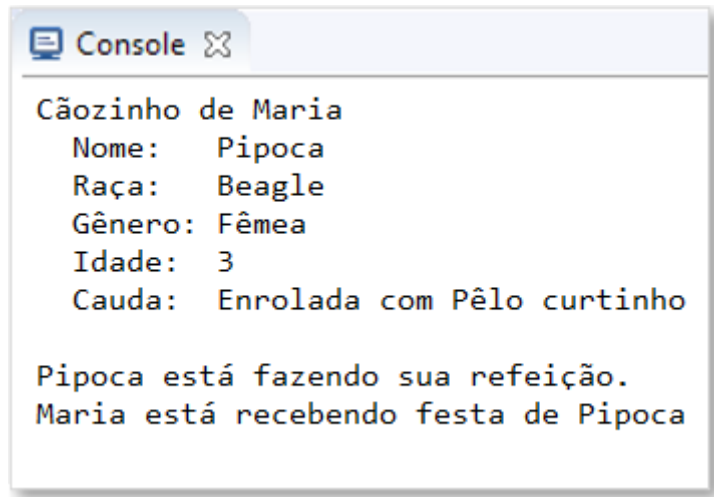 Console
Cãozinho de Maria
Nome: Pipoca
Raça: Beagle
Gênero: Fêmea
Idade: 3
Cauda: Enrolada com Pêlo curtinho
Pipoca está fazendo sua refeição.
Maria está recebendo festa de Pipoca